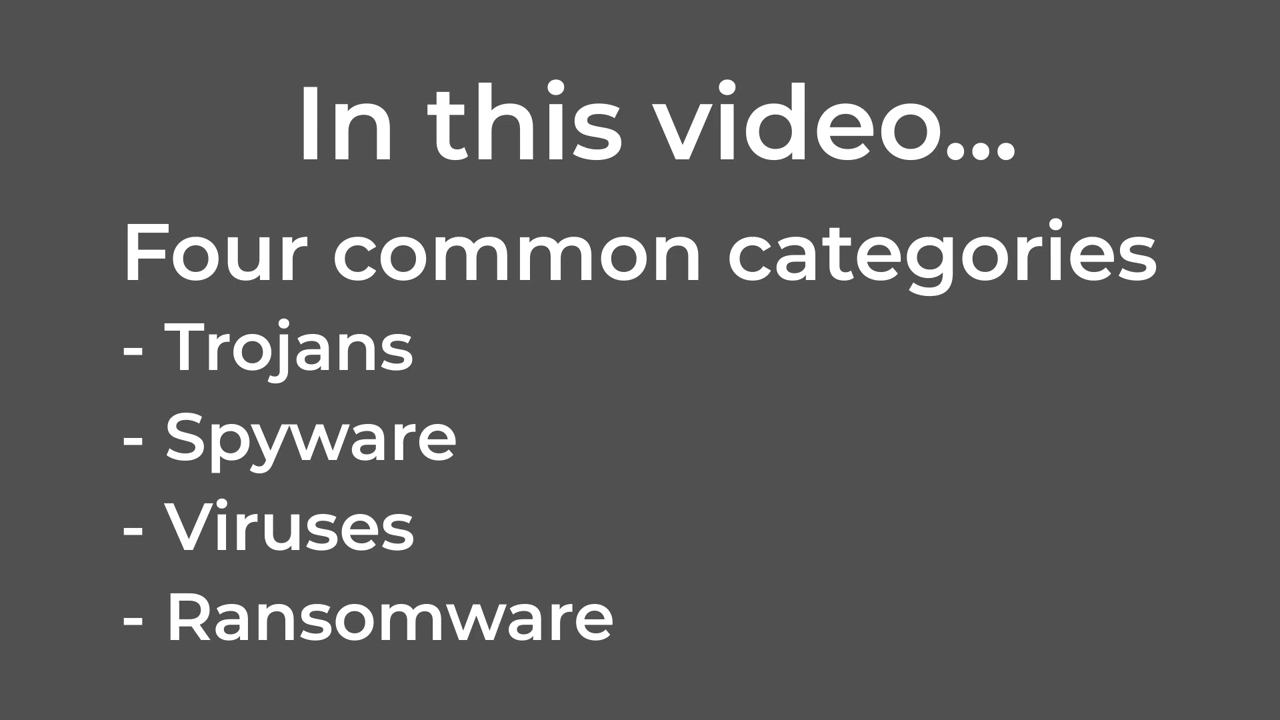 In this video...
Four common categories
- Trojans
- Spyware
- Viruses
- Ransomware